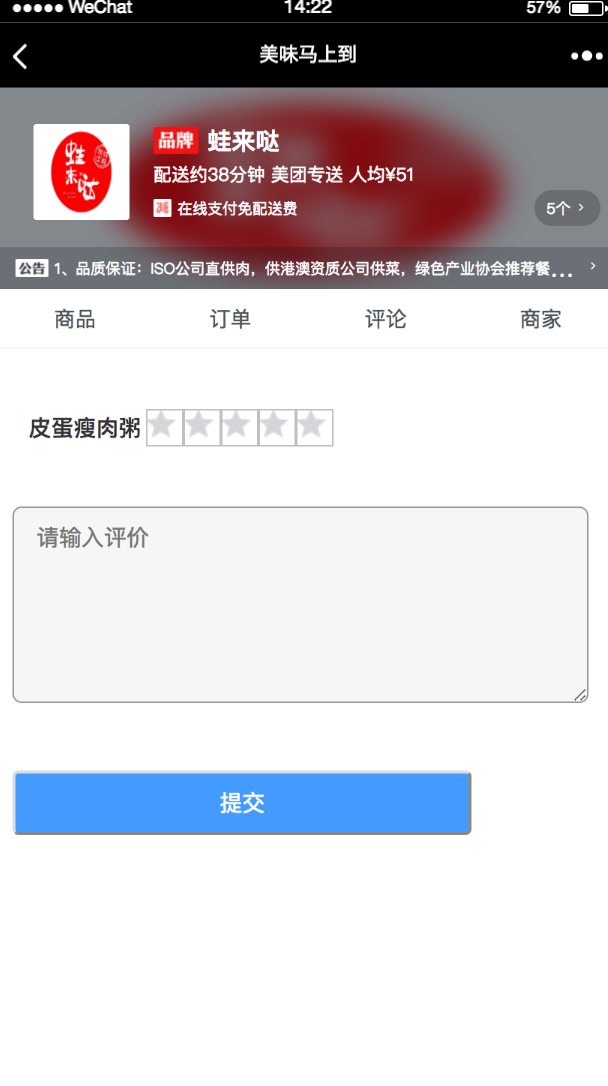 WeChat 14:22 57%
美味马上到
蛙来哒
品牌 蛙来哒
配送约38分钟 美团专送 人均¥51
减 在线支付免配送费
5个
公告 1、品质保证：ISO公司直供肉，供港澳资质公司供菜，绿色产业协会推荐餐...
商品 订单 评论 商家
皮蛋瘦肉粥
请输入评价
提交